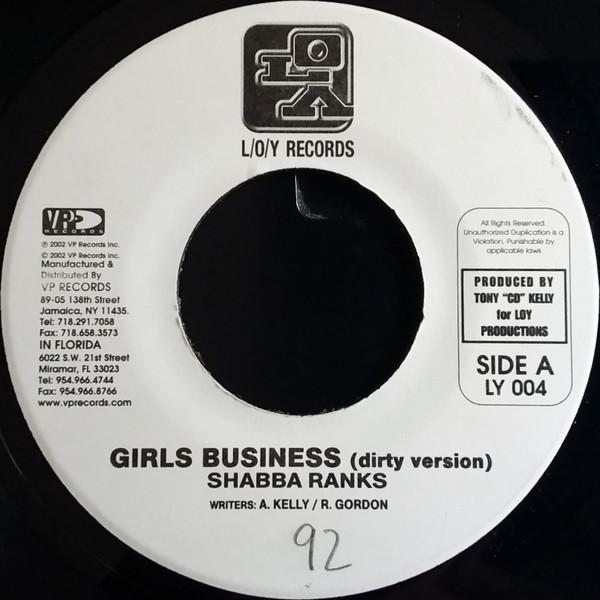 LOY
L/O/Y RECORDS
VP
RECORDS
℗ 2002 VP Records Inc.
© 2002 VP Records Inc.
Manufactured &
Distributed By
VP RECORDS
89-05 138th Street
Jamaica, NY 11435.
Tel: 718.291.7058
Fax: 718.658.3573
IN FLORIDA
6022 S.W. 21st Street
Miramar, FL 33023
Tel: 954.966.4744
Fax: 954.966.8766
www.vprecords.com
All Rights Reserved.
Unauthorized Duplication is a
Violation. Punishable by
applicable laws
PRODUCED BY
TONY "CD" KELLY
for LOY
PRODUCTIONS
SIDE A
LY 004
GIRLS BUSINESS (dirty version)
SHABBA RANKS
WRITERS: A. KELLY / R. GORDON
92